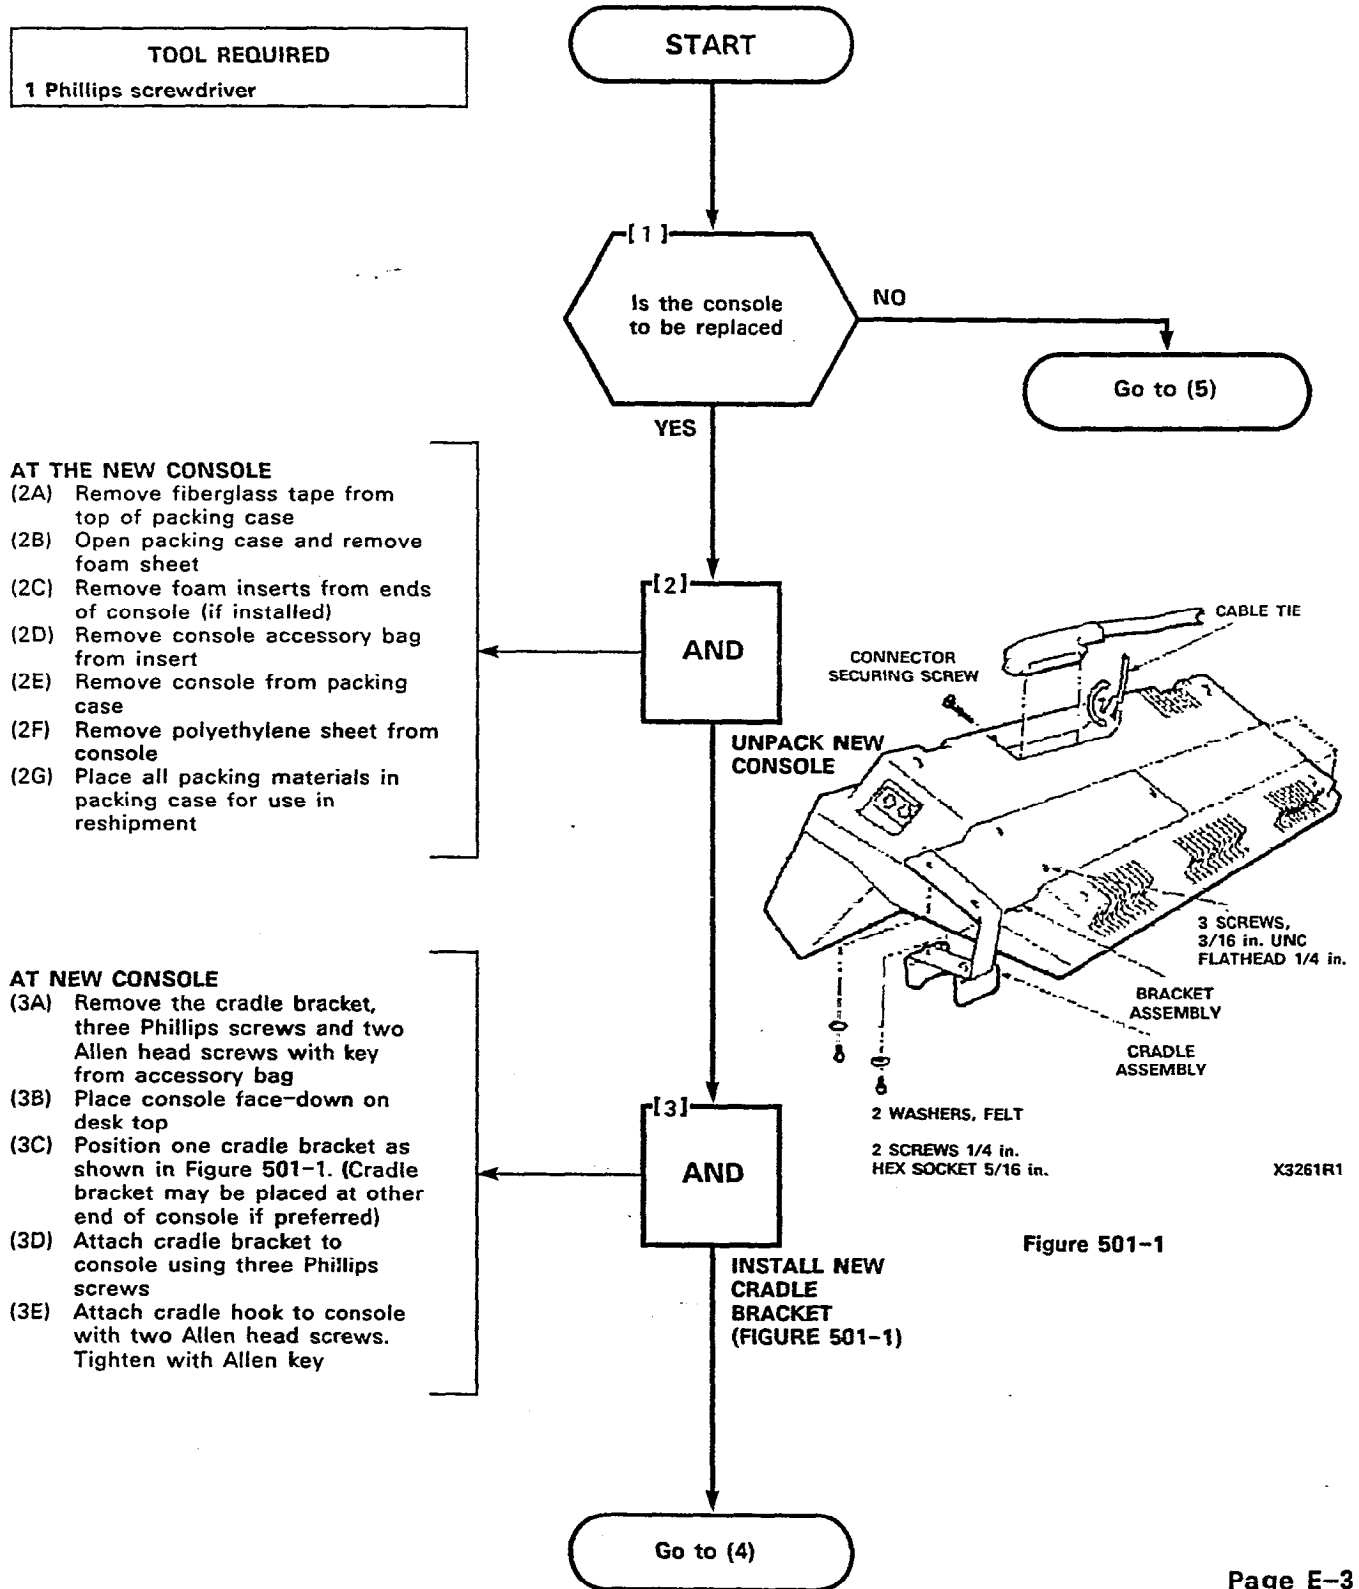 TOOL REQUIRED
1 Phillips screwdriver
START
[1]
Is the console
to be replaced
NO
Go to (5)
YES
AT THE NEW CONSOLE
(2A) Remove fiberglass tape from
top of packing case
(2B) Open packing case and remove
foam sheet
(2C) Remove foam inserts from ends
of console (if installed)
(2D) Remove console accessory bag
from insert
(2E) Remove console from packing
case
(2F) Remove polyethylene sheet from
console
(2G) Place all packing materials in
packing case for use in
reshipment
[2]
AND
UNPACK NEW
CONSOLE
CABLE TIE
CONNECTOR
SECURING SCREW
3 SCREWS,
3/16 in. UNC
FLATHEAD 1/4 in.
BRACKET
ASSEMBLY
CRADLE
ASSEMBLY
2 WASHERS, FELT
2 SCREWS 1/4 in.
HEX SOCKET 5/16 in.
X3261R1
Figure 501-1
AT NEW CONSOLE
(3A) Remove the cradle bracket,
three Phillips screws and two
Allen head screws with key
from accessory bag
(3B) Place console face-down on
desk top
(3C) Position one cradle bracket as
shown in Figure 501-1. (Cradle
bracket may be placed at other
end of console if preferred)
(3D) Attach cradle bracket to
console using three Phillips
screws
(3E) Attach cradle hook to console
with two Allen head screws.
Tighten with Allen key
[3]
AND
INSTALL NEW
CRADLE
BRACKET
(FIGURE 501-1)
Go to (4)
Page E-3